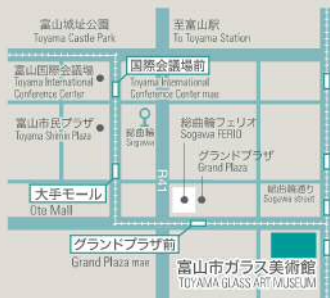 富山城址公園
Toyama Castle Park
至富山駅
To Toyama Station
国際会議場前
Toyama International
Conference Center mae
富山国際会議場
Toyama International
Conference Center
富山市民プラザ
Toyama Shimin Plaza
総曲輪
Sogawa
総曲輪フェリオ
Sogawa FERIO
グランドプラザ
Grand Plaza
R41
大手モール
Ote Mall
総曲輪通り
Sogawa street
グランドプラザ前
Grand Plaza mae
富山市ガラス美術館
TOYAMA GLASS ART MUSEUM